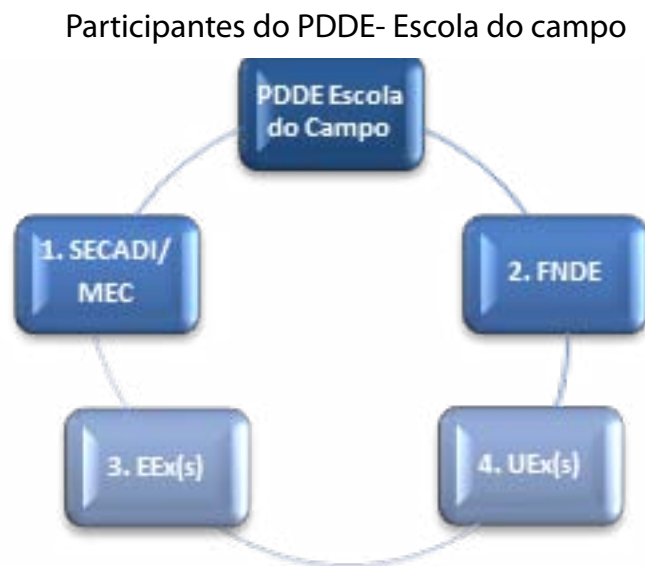 Participantes do PDDE- Escola do campo
PDDE Escola
do Campo
1. SECADI/
MEC
2. FNDE
3. EEx(s)
4. UEx(s)